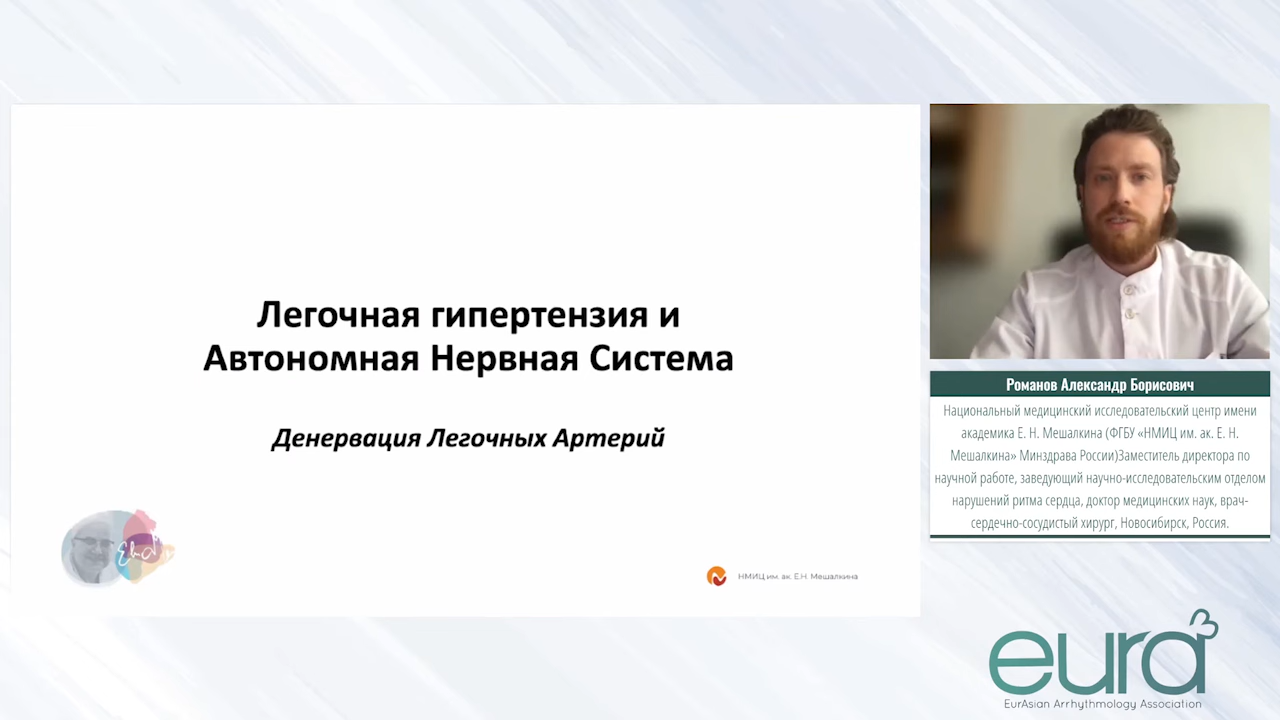 Легочная гипертензия и
Автономная Нервная Система
Денервация Легочных Артерий
НМИЦ им. ак. Е.Н. Мешалкина
Романов Александр Борисович
Национальный медицинский исследовательский центр имени
академика Е. Н. Мешалкина (ФГБУ «НМИЦ им. ак. Е. Н.
Мешалкина» Минздрава России)Заместитель директора по
научной работе, заведующий научно-исследовательским отделом
нарушений ритма сердца, доктор медицинских наук, врач-
сердечно-сосудистый хирург, Новосибирск, Россия.
eura
EurAsian Arrhythmology Association